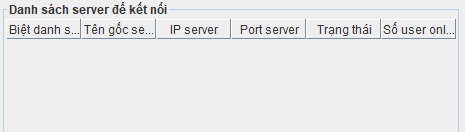 Danh sách server để kết nối
Biệt danh s... Tên gốc se... IP server Port server Trạng thái Số user onl...